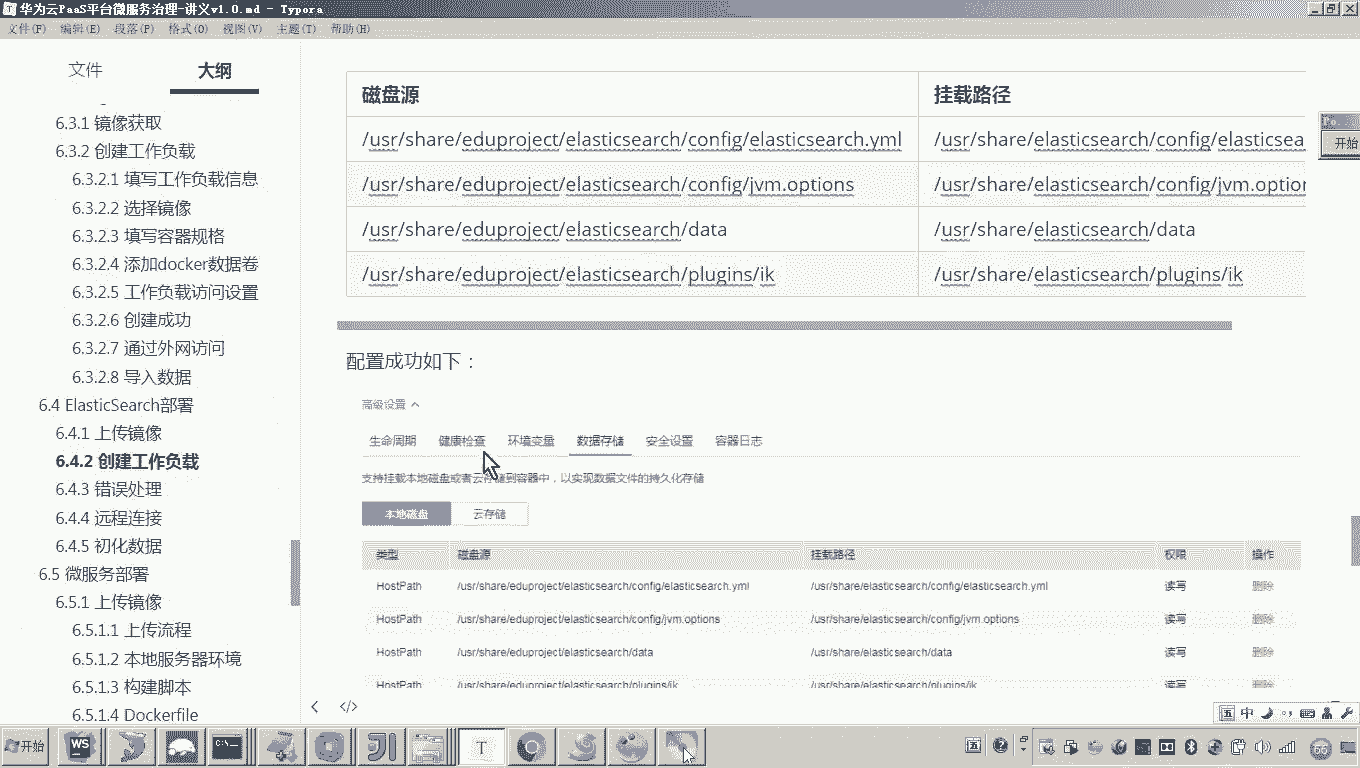 华为云PaaS平台微服务治理-讲义v1.0.md - Typora
文件(F) 编辑(E) 段落(P) 格式(O) 视图(V) 主题(T) 帮助(H)
文件 大纲
6.3.1 镜像获取
6.3.2 创建工作负载
6.3.2.1 填写工作负载信息
6.3.2.2 选择镜像
6.3.2.3 填写容器规格
6.3.2.4 添加docker数据卷
6.3.2.5 工作负载访问设置
6.3.2.6 创建成功
6.3.2.7 通过外网访问
6.3.2.8 导入数据
6.4 ElasticSearch部署
6.4.1 上传镜像
6.4.2 创建工作负载
6.4.3 错误处理
6.4.4 远程连接
6.4.5 初化数据
6.5 微服务部署
6.5.1 上传镜像
6.5.1.1 上传流程
6.5.1.2 本地服务器环境
6.5.1.3 构建脚本
6.5.1.4 Dockerfile
磁盘源 挂载路径
/usr/share/eduproject/elasticsearch/config/elasticsearch.yml /usr/share/elasticsearch/config/elasticsea
/usr/share/eduproject/elasticsearch/config/jvm.options /usr/share/elasticsearch/config/jvm.option
/usr/share/eduproject/elasticsearch/data /usr/share/elasticsearch/data
/usr/share/eduproject/elasticsearch/plugins/ik /usr/share/elasticsearch/plugins/ik
配置成功如下：
高级设置
生命周期 健康检查 环境变量 数据存储 安全设置 容器日志
支持挂载本地磁盘或者云存储到容器中，以实现数据文件的持久化存储
本地磁盘 云存储
类型 磁盘源 挂载路径 权限 操作
HostPath /usr/share/eduproject/elasticsearch/config/elasticsearch.yml /usr/share/elasticsearch/config/elasticsearch.yml 读写 删除
HostPath /usr/share/eduproject/elasticsearch/config/jvm.options /usr/share/elasticsearch/config/jvm.options 读写 删除
HostPath /usr/share/eduproject/elasticsearch/data /usr/share/elasticsearch/data 读写 删除
HostPath /usr/share/eduproject/elasticsearch/plugins/ik /usr/share/elasticsearch/plugins/ik 读写 删除
开始
五 中
开始 WS T 五